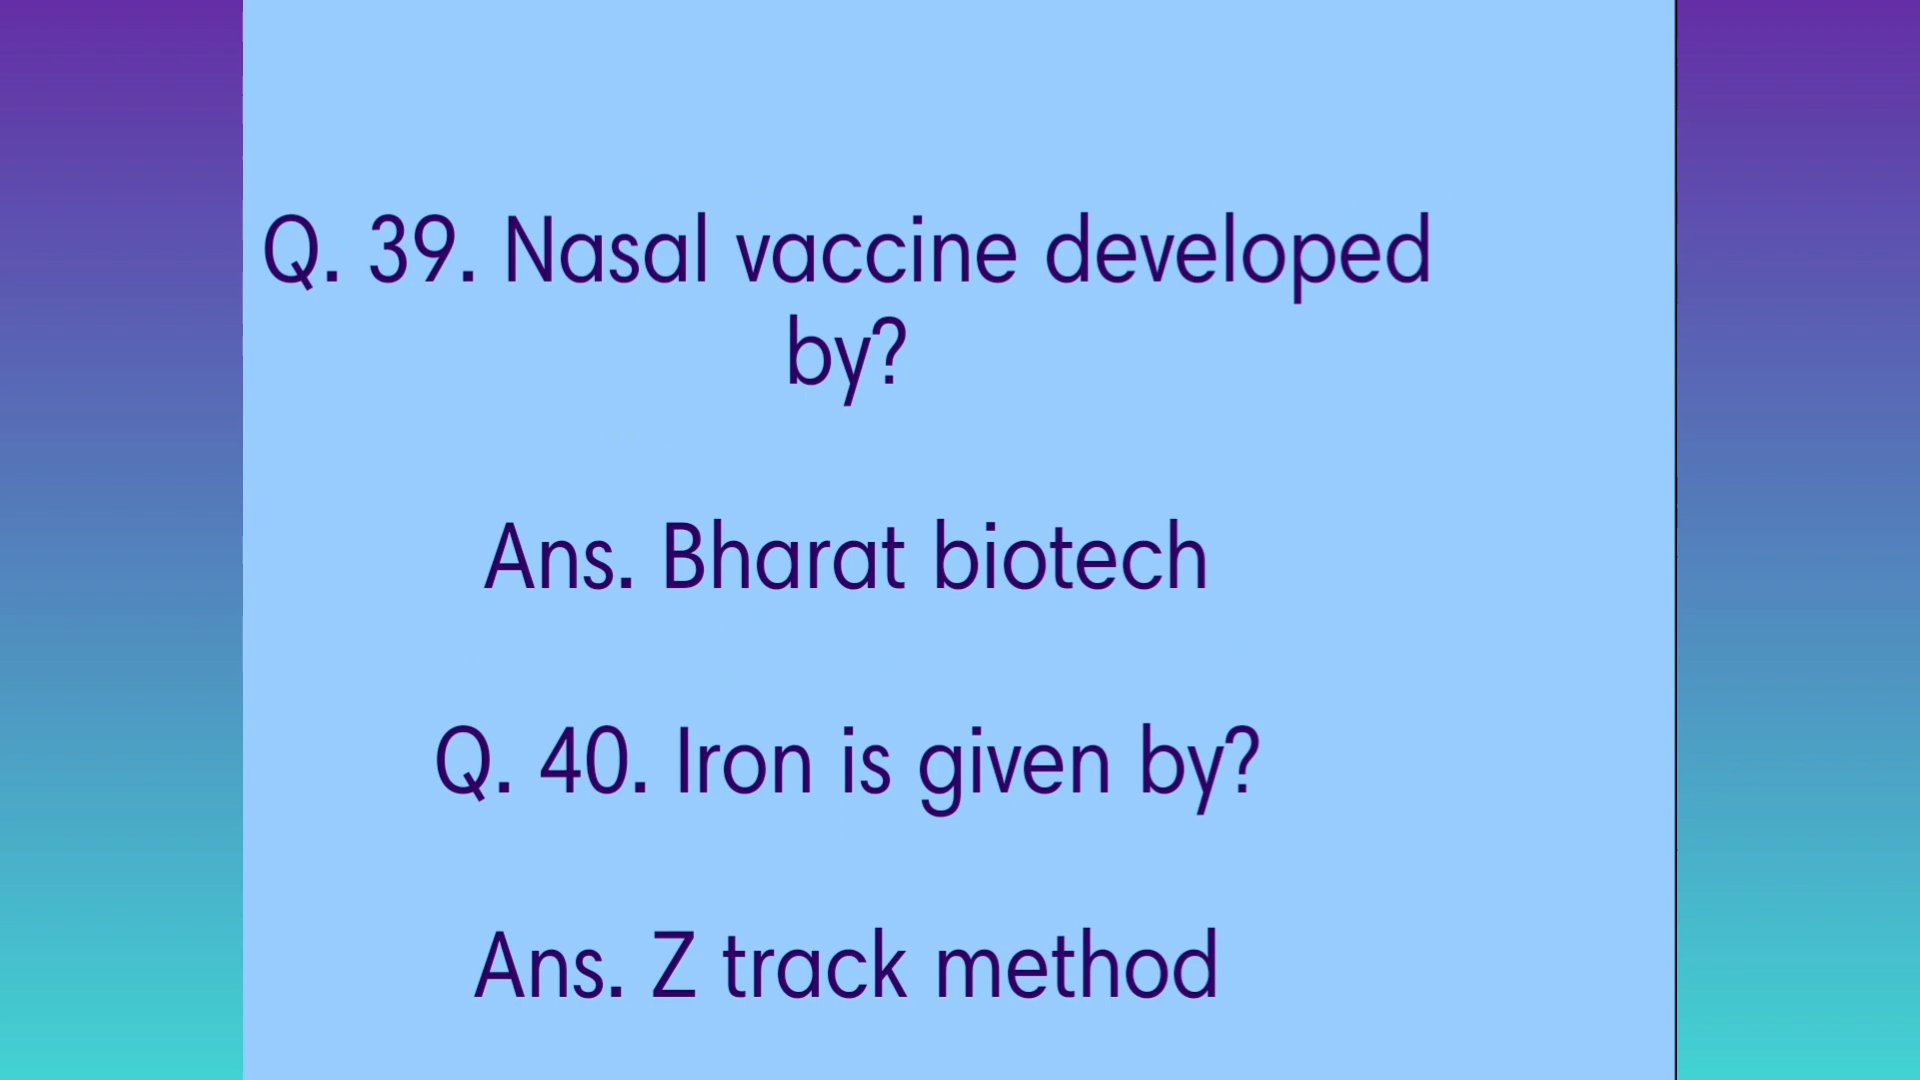 Q. 39. Nasal vaccine developed
by?
Ans. Bharat biotech
Q. 40. Iron is given by?
Ans. Z track method